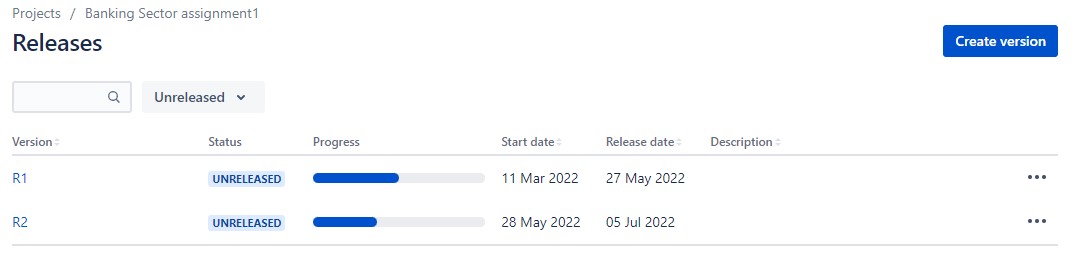 Projects / Banking Sector assignment1
Releases
Create version
Unreleased
Version Status Progress Start date Release date Description
R1 UNRELEASED 11 Mar 2022 27 May 2022
R2 UNRELEASED 28 May 2022 05 Jul 2022